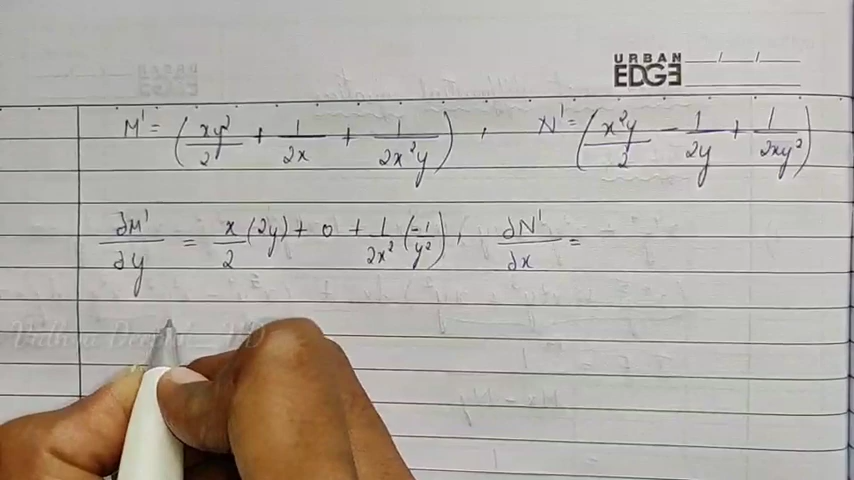 URBAN EDGE
M' = (xy²/2 + 1/2x + 1/2x²y) , N' = (x²y/2 - 1/2y + 1/2xy²)
∂M'/∂y = x/2 (2y) + 0 + 1/2x² (-1/y²) , ∂N'/∂x =